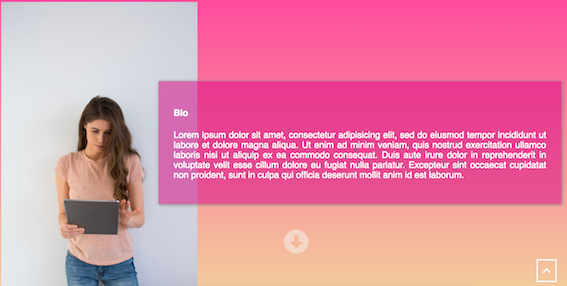 Bio
Lorem ipsum dolor sit amet, consectetur adipisicing elit, sed do eiusmod tempor incididunt ut
labore et dolore magna aliqua. Ut enim ad minim veniam, quis nostrud exercitation ullamco
laboris nisi ut aliquip ex ea commodo consequat. Duis aute irure dolor in reprehenderit in
voluptate velit esse cillum dolore eu fugiat nulla pariatur. Excepteur sint occaecat cupidatat
non proident, sunt in culpa qui officia deserunt mollit anim id est laborum.